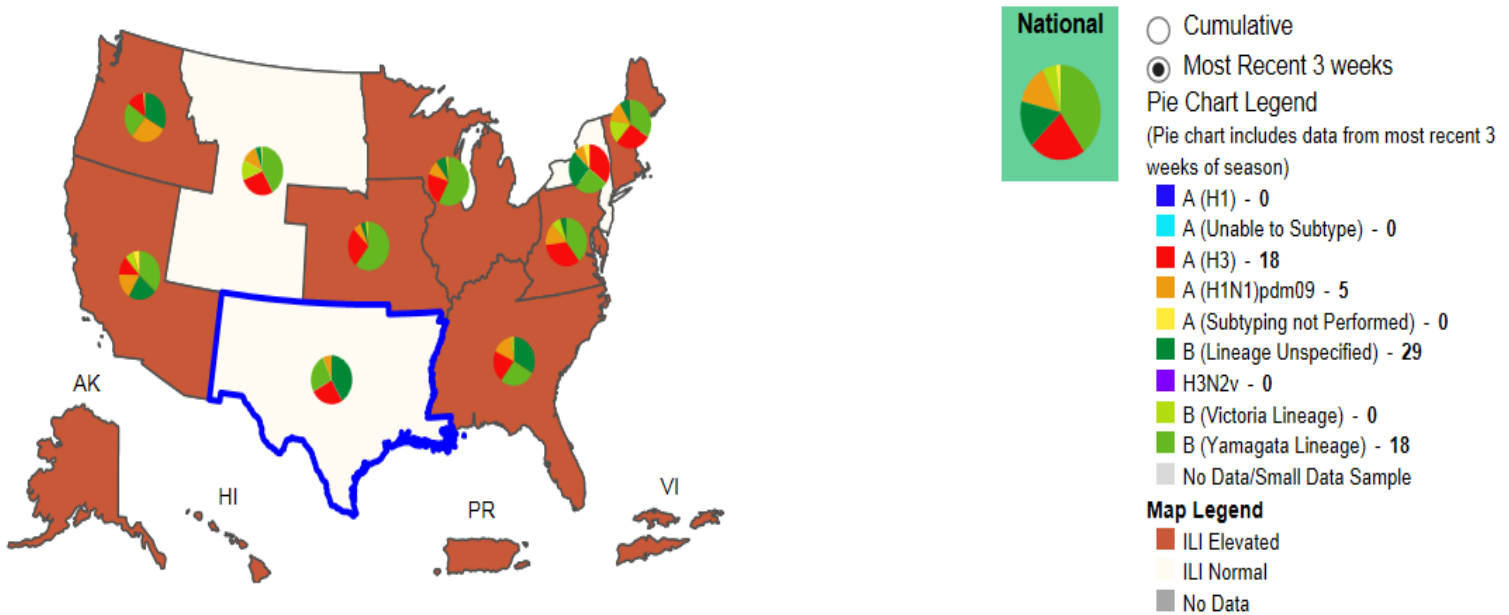 National
Cumulative
Most Recent 3 weeks
Pie Chart Legend
(Pie chart includes data from most recent 3
weeks of season)
A (H1) - 0
A (Unable to Subtype) - 0
A (H3) - 18
A (H1N1)pdm09 - 5
A (Subtyping not Performed) - 0
B (Lineage Unspecified) - 29
H3N2v - 0
B (Victoria Lineage) - 0
B (Yamagata Lineage) - 18
No Data/Small Data Sample
Map Legend
ILI Elevated
ILI Normal
No Data
AK
HI
PR
VI